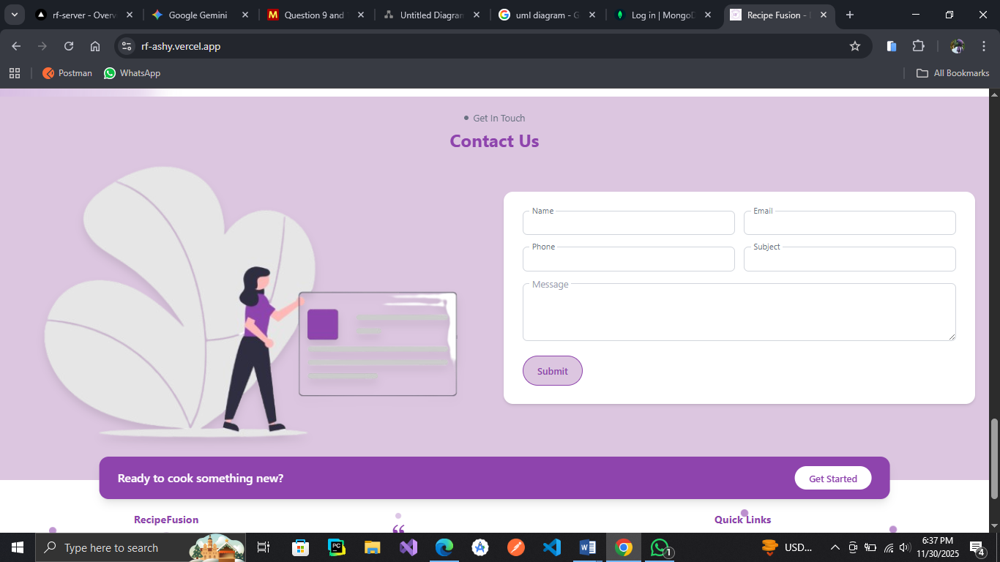 rf-server - Overv
Google Gemini
Question 9 and
Untitled Diagram
uml diagram - G
Log in | MongoD
Recipe Fusion -
rf-ashy.vercel.app
Postman
WhatsApp
All Bookmarks
Get In Touch
Contact Us
Name
Email
Phone
Subject
Message
Submit
Ready to cook something new?
Get Started
RecipeFusion
“
Quick Links
Type here to search
USD...
6:37 PM
11/30/2025
1
4